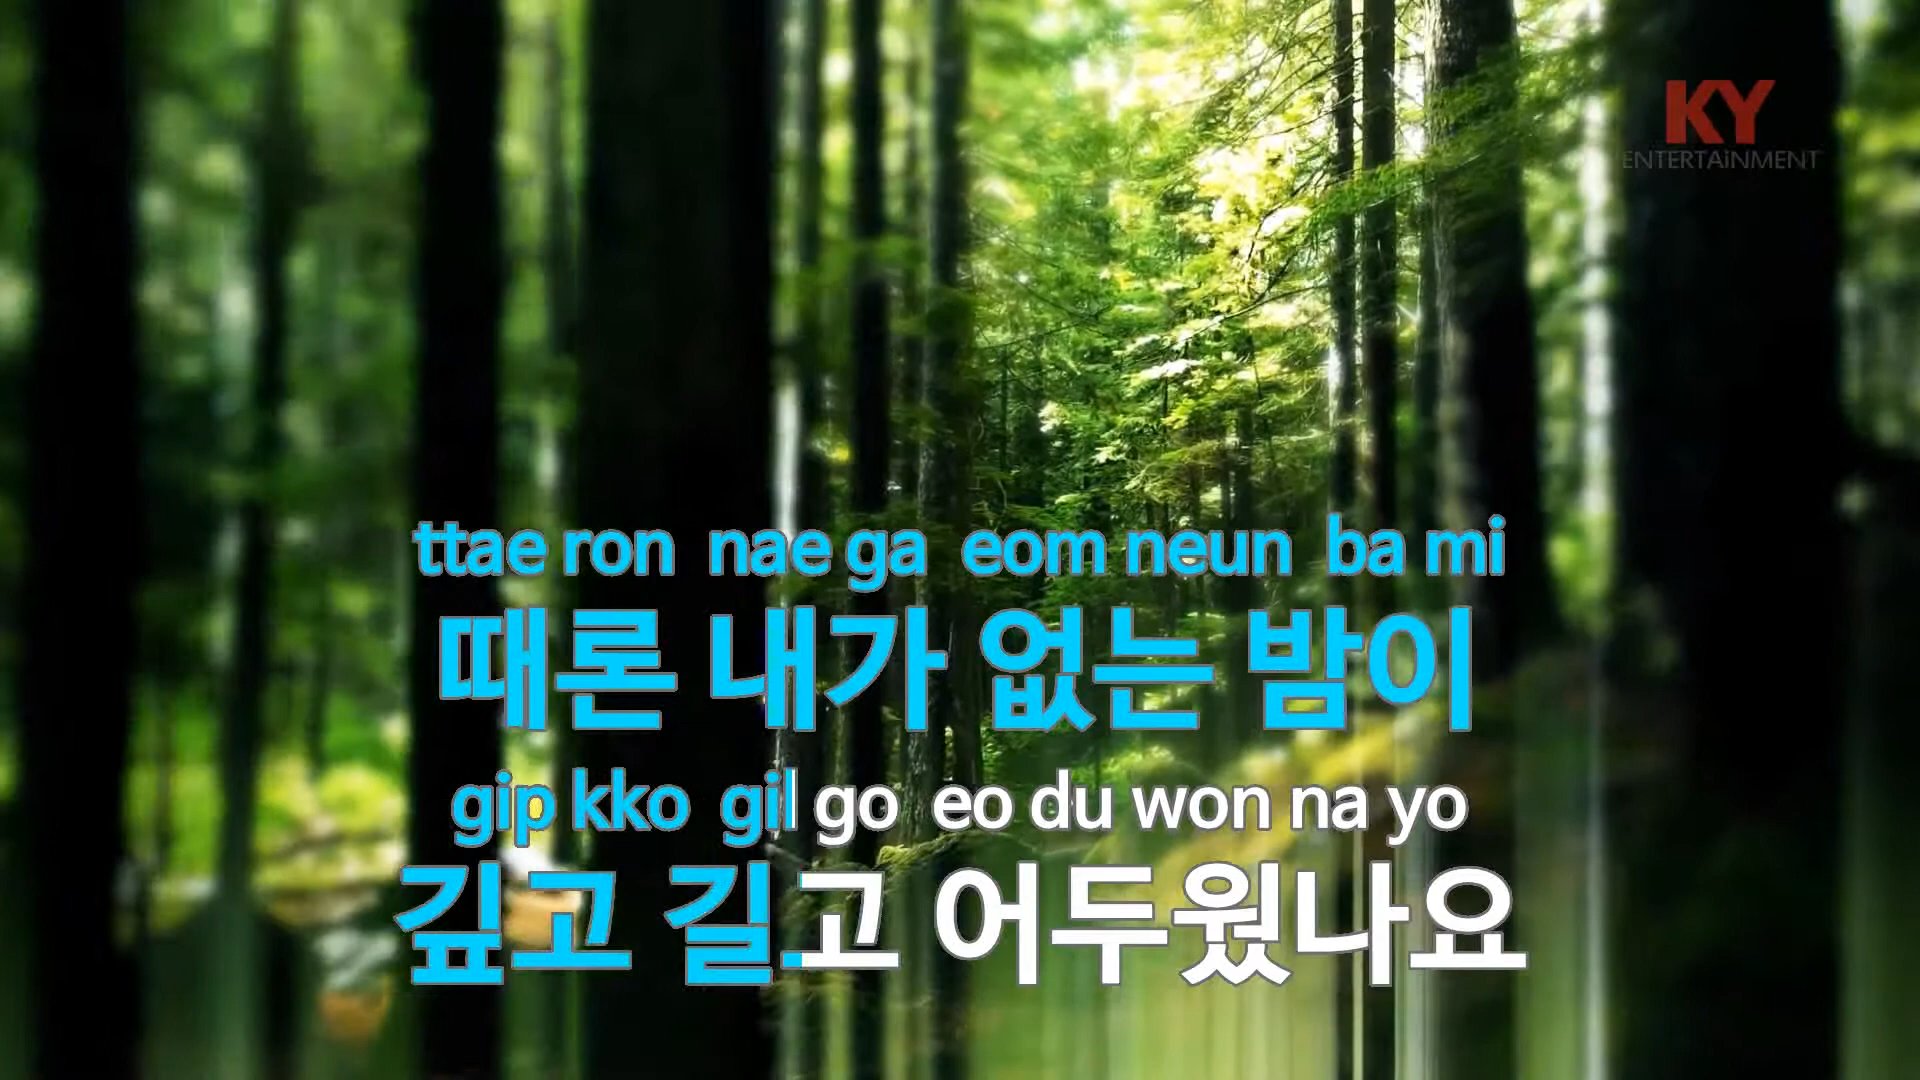 KY
ENTERTAiNMENT
ttae ron nae ga eom neun ba mi
때론 내가 없는 밤이
gip kko gil go eo du won na yo
깊고 길고 어두웠나요